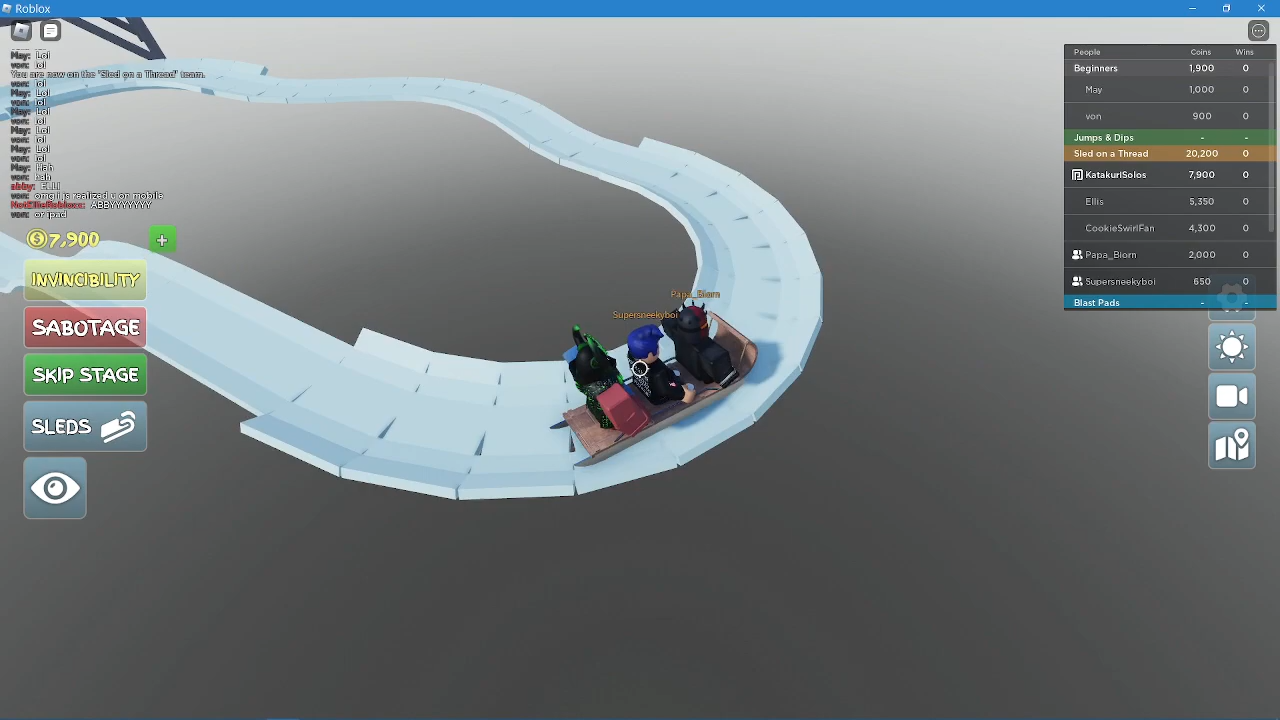 Roblox
May: Lol
von: lol
You are now on the "Sled on a Thread" team.
von: lol
May: Lol
von: lol
May: Lol
von: lol
May: Lol
von: lol
May: Lol
von: lol
May: Hah
von: hah
abby: ELLI
von: omg i js realized u on mobile
ABBYYYYYYY
von: or ipad
7,900
+
INVINCIBILITY
SABOTAGE
SKIP STAGE
SLEDS
Papa_Biorn
Supersneekyboi
People Coins Wins
Beginners 1,900 0
May 1,000 0
von 900 0
Jumps & Dips - -
Sled on a Thread 20,200 0
KatakuriSolos 7,900 0
Ellis 5,350 0
CookieSwirlFan 4,300 0
Papa_Biorn 2,000 0
Supersneekyboi 650 0
Blast Pads - -